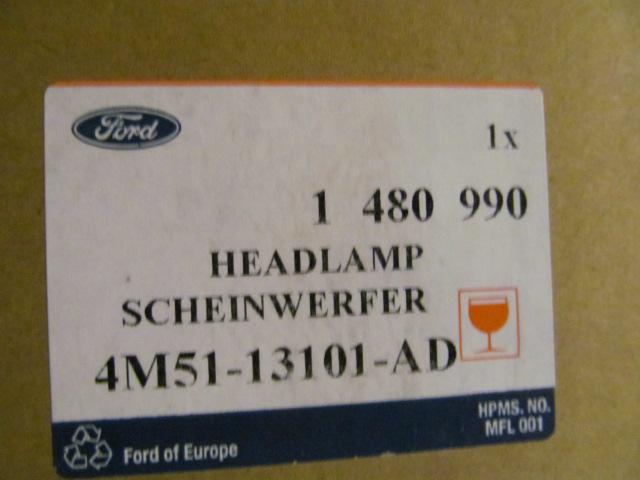 Ford
1x
1 480 990
HEADLAMP
SCHEINWERFER
4M51-13101-AD
HPMS. NO.
MFL 001
Ford of Europe